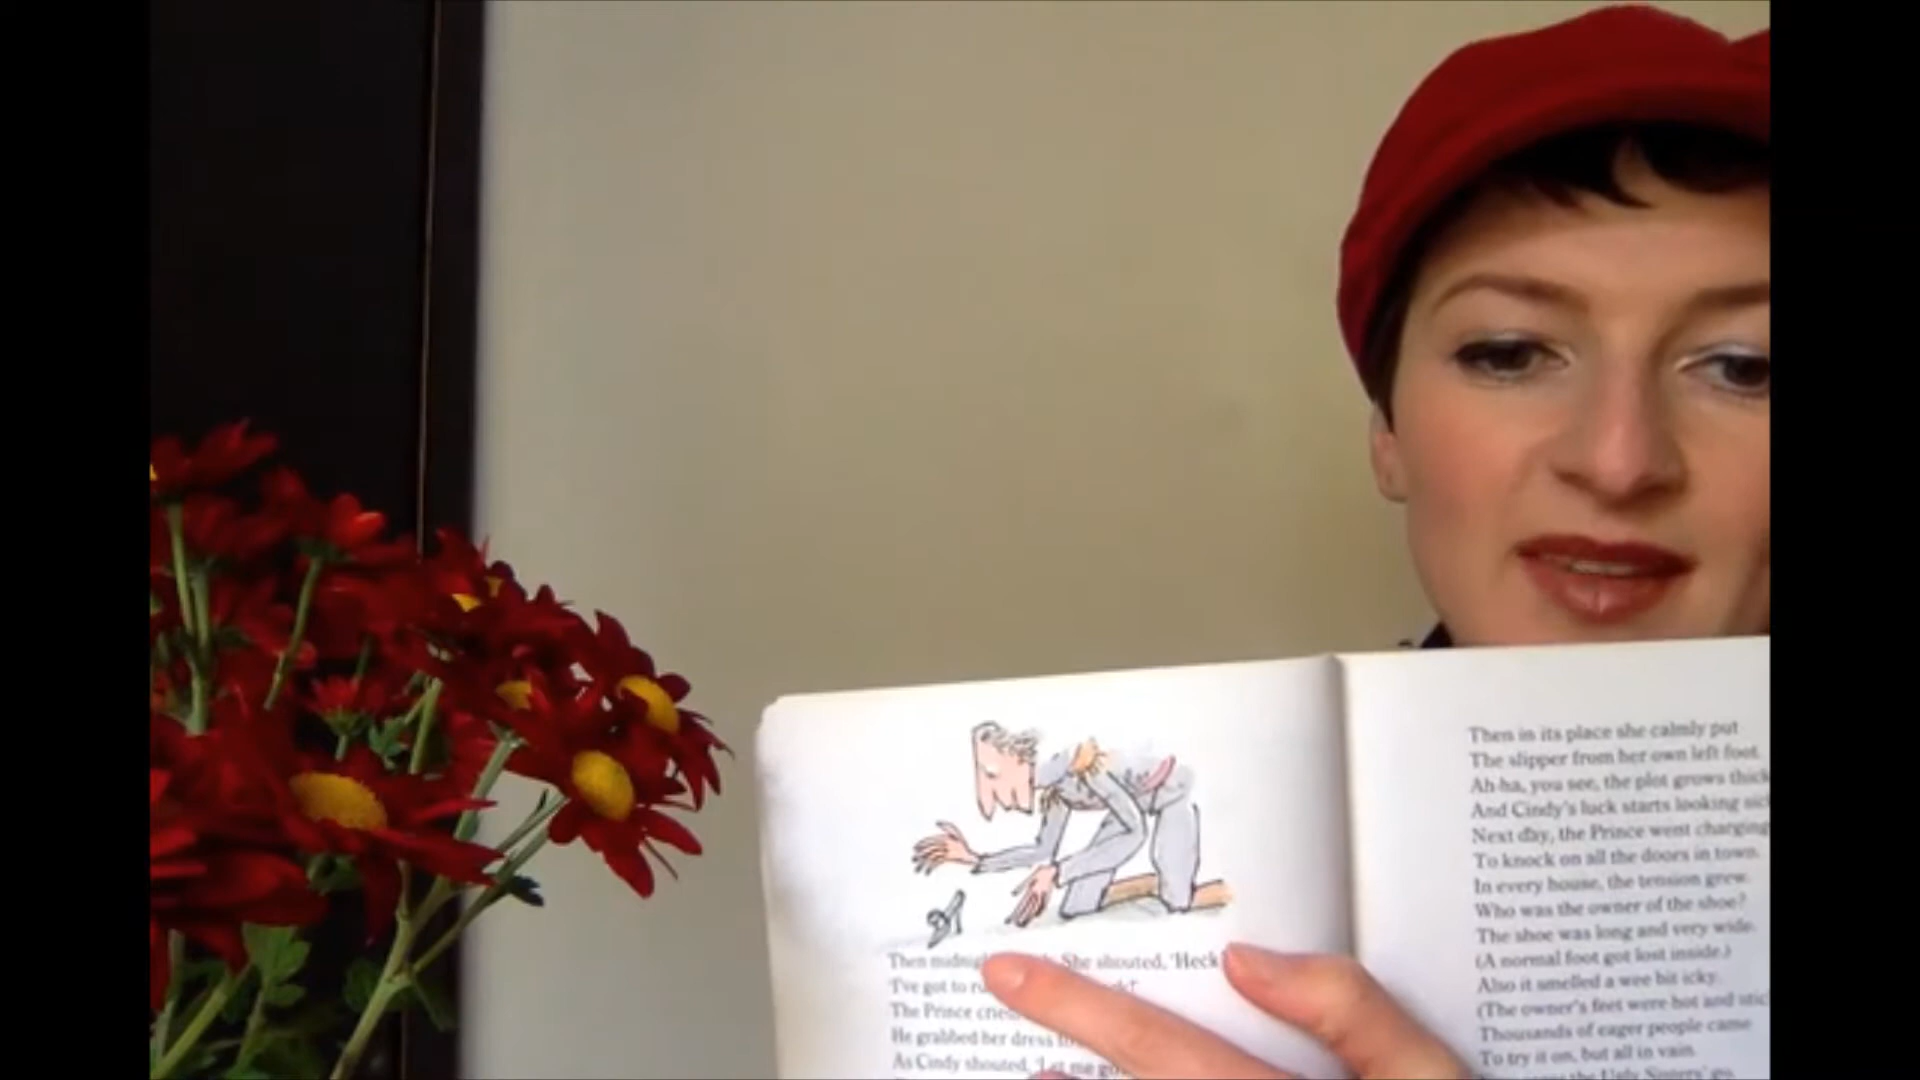 Then midnight She shouted, 'Heck!
'I've got to
The Prince cried
He grabbed her dress
As Cindy shouted, 'Let me go
Then in its place she calmly put
The slipper from her own left foot.
Ah-ha, you see, the plot grows thick
And Cindy's luck starts looking
Next day, the Prince went charging
To knock on all the doors in town.
In every house, the tension grew.
Who was the owner of the shoe?
The shoe was long and very wide.
(A normal foot got lost inside.)
Also it smelled a wee bit icky.
(The owner's feet were hot and
Thousands of eager people came
To try it on, but all in vain.
the Ugly Sisters' go.